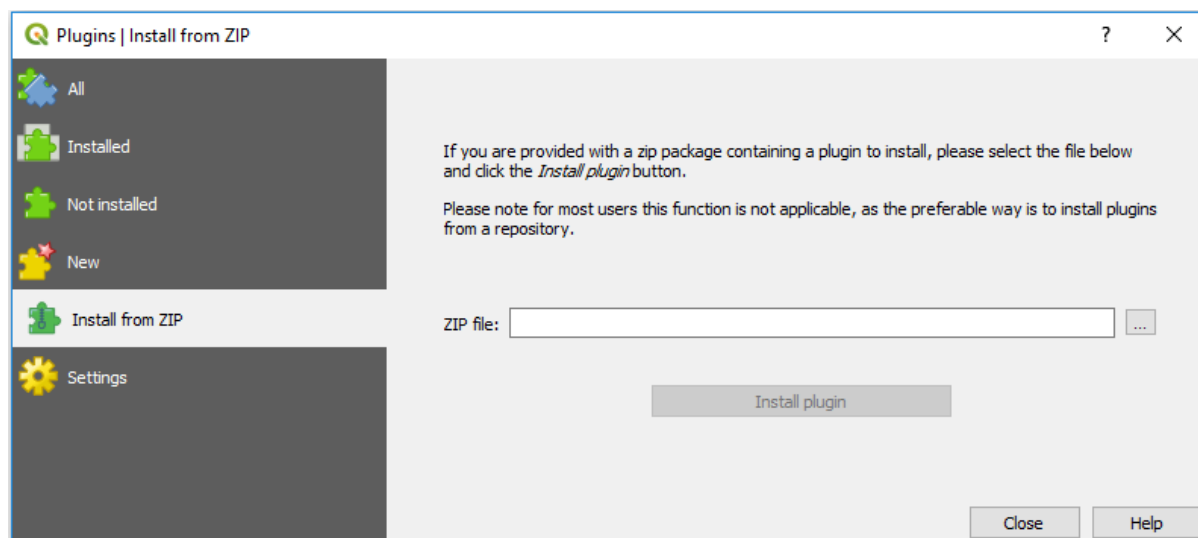 Plugins | Install from ZIP
?
All
Installed
Not installed
New
Install from ZIP
Settings
If you are provided with a zip package containing a plugin to install, please select the file below
and click the Install plugin button.
Please note for most users this function is not applicable, as the preferable way is to install plugins
from a repository.
ZIP file:
...
Install plugin
Close
Help